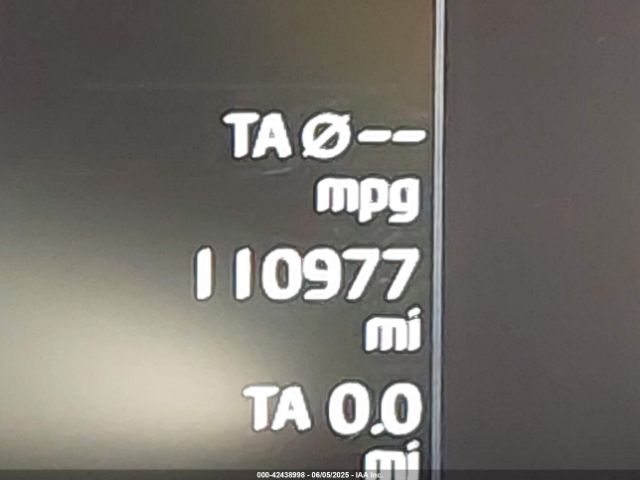 TA Ø--
mpg
110977
mi
TA 0.0
mi
000-42438998 - 06/05/2025 - IAA Inc.